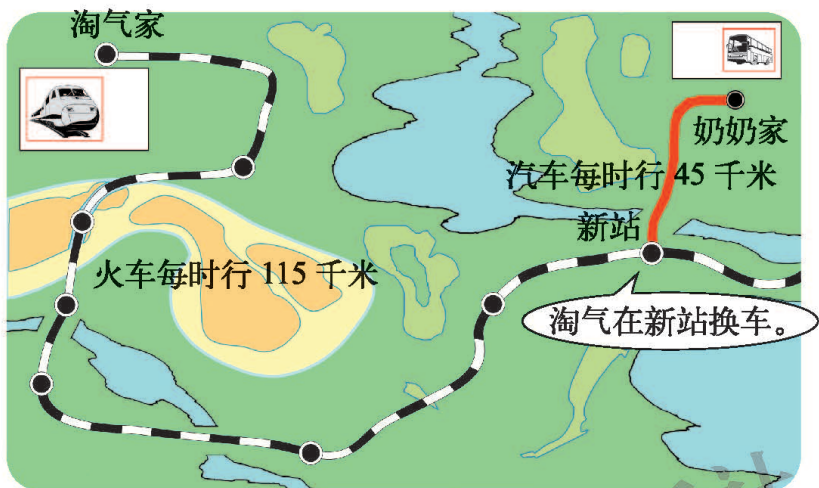 淘气家
奶奶家
汽车每时行 45 千米
新站
火车每时行 115 千米
淘气在新站换车。